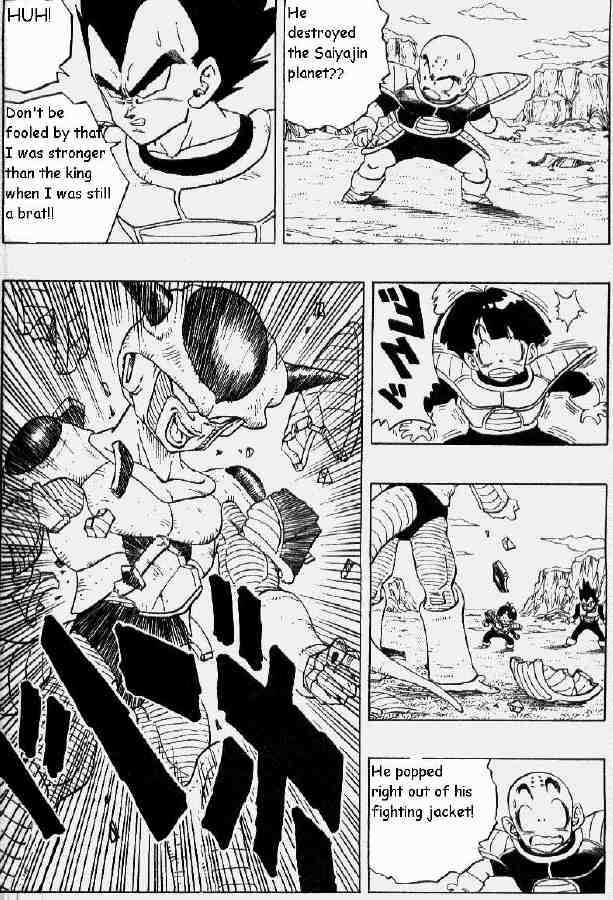 He
destroyed
the Saiyajin
planet??
HUH!
Don't be
fooled by that
I was stronger
than the king
when I was still
a brat!!
He popped
right out of his
fighting jacket!